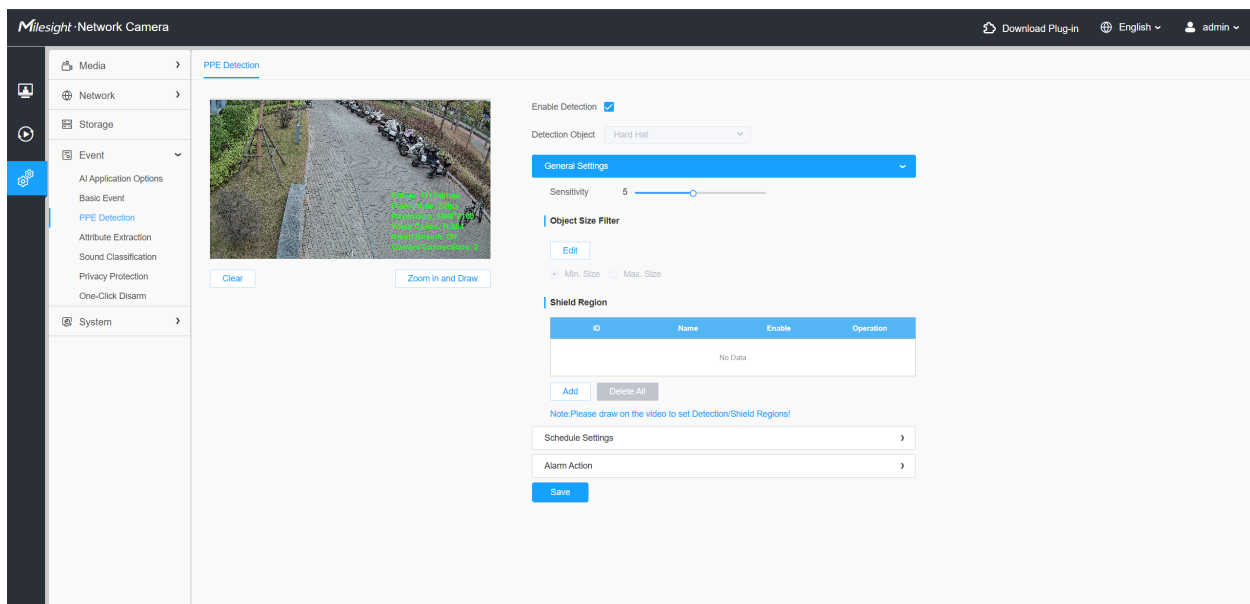 Milesight · Network Camera
Download Plug-in
English
admin
Media
Network
Storage
Event
AI Application Options
Basic Event
PPE Detection
Attribute Extraction
Sound Classification
Privacy Protection
One-Click Disarm
System
PPE Detection
Clear
Zoom in and Draw
Enable Detection
Detection Object Hard Hat
General Settings
Sensitivity 5
Object Size Filter
Edit
Min. Size Max. Size
Shield Region
ID Name Enable Operation
No Data
Add Delete All
Note:Please draw on the video to set Detection/Shield Regions!
Schedule Settings
Alarm Action
Save